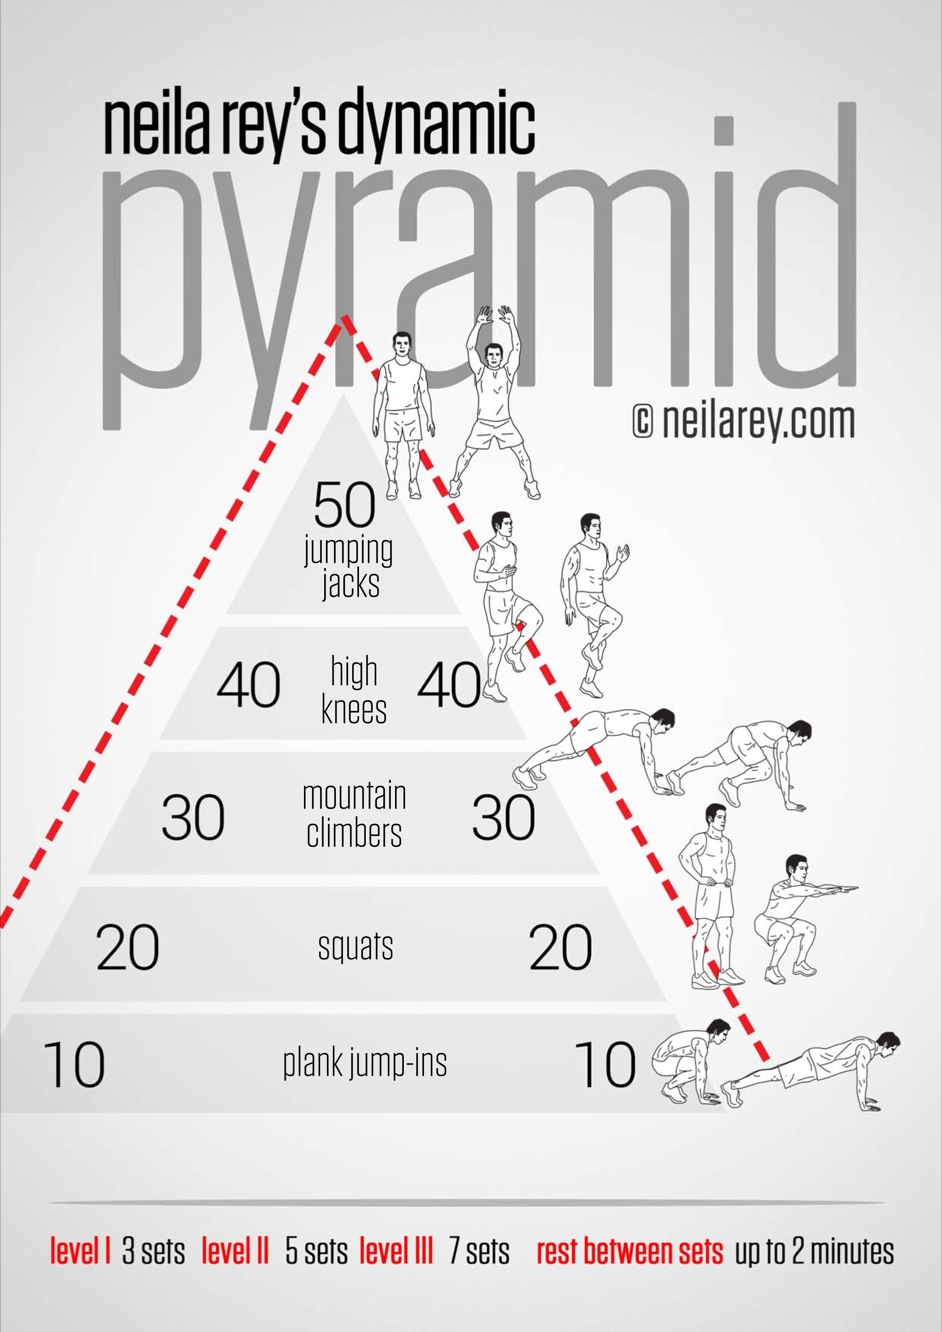 neila rey's dynamic
pyramid
© neilarey.com
50
jumping
jacks
40 high knees 40
30 mountain climbers 30
20 squats 20
10 plank jump-ins 10
level I 3 sets level II 5 sets level III 7 sets rest between sets up to 2 minutes